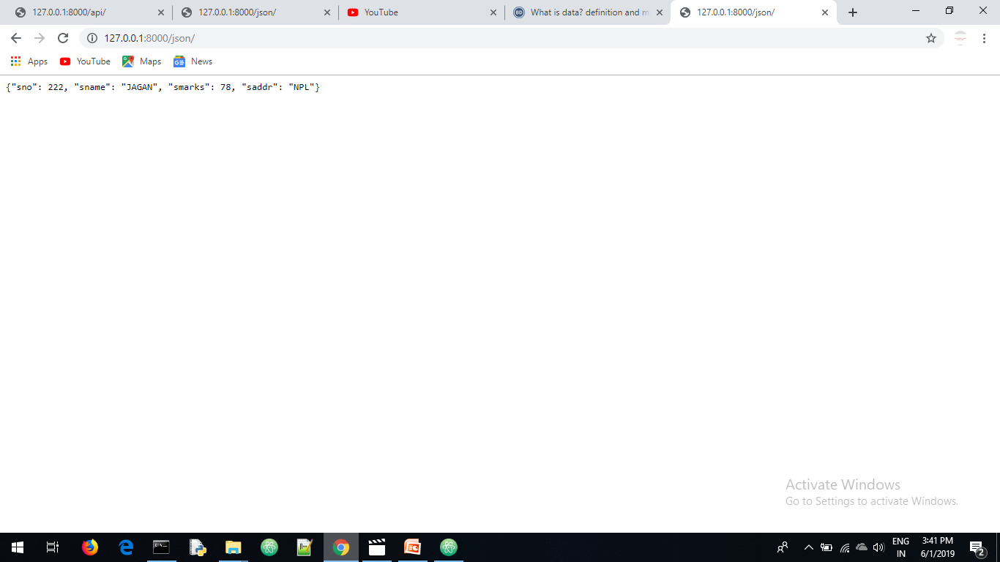 127.0.0.1:8000/api/
127.0.0.1:8000/json/
YouTube
What is data? definition and m
127.0.0.1:8000/json/
127.0.0.1:8000/json/
Apps
YouTube
Maps
News
{"sno": 222, "sname": "JAGAN", "smarks": 78, "saddr": "NPL"}
Activate Windows
Go to Settings to activate Windows.
ENG
IN
3:41 PM
6/1/2019
2